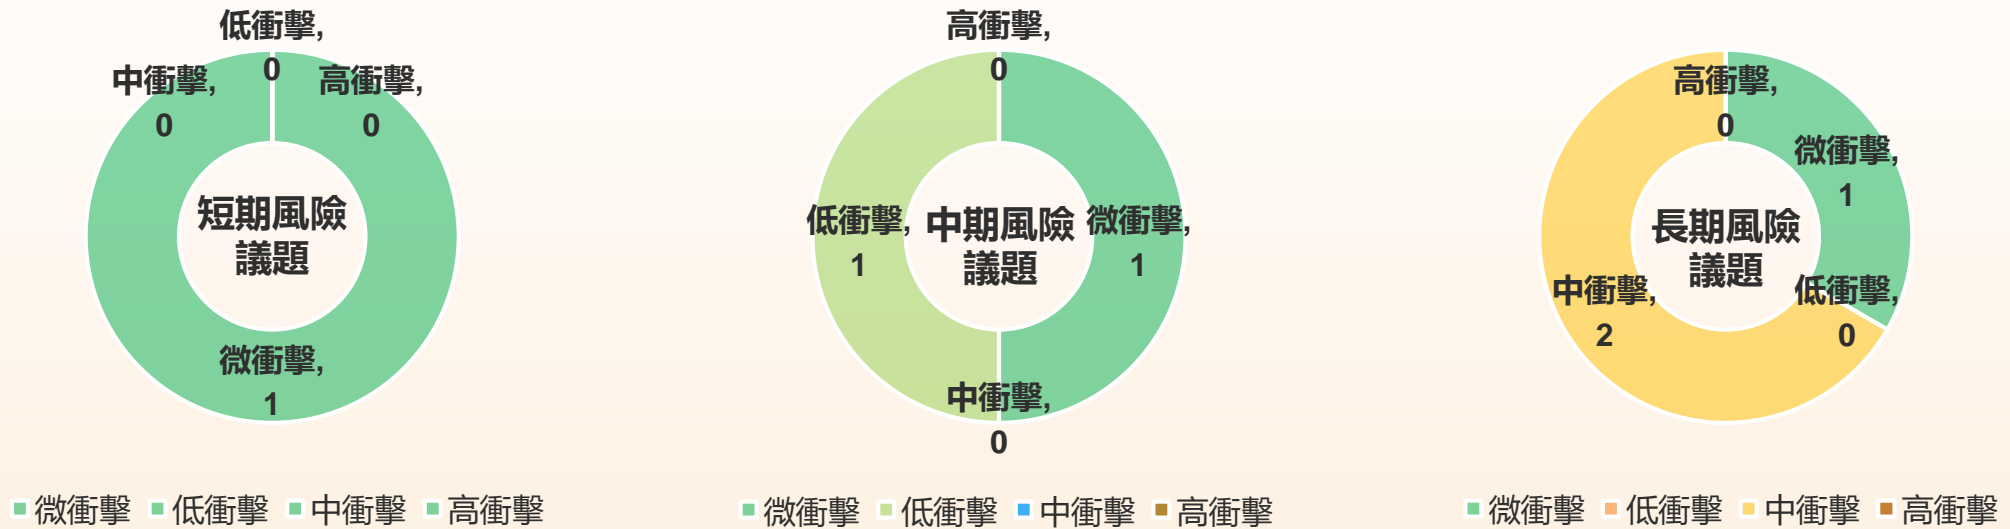 低衝擊,
0
中衝擊,
0
高衝擊,
0
短期風險
議題
微衝擊,
1
微衝擊 低衝擊 中衝擊 高衝擊
高衝擊,
0
低衝擊,
1
中期風險
議題
微衝擊,
1
中衝擊,
0
微衝擊 低衝擊 中衝擊 高衝擊
高衝擊,
0
微衝擊,
1
長期風險
議題
中衝擊,
2
低衝擊,
0
微衝擊 低衝擊 中衝擊 高衝擊